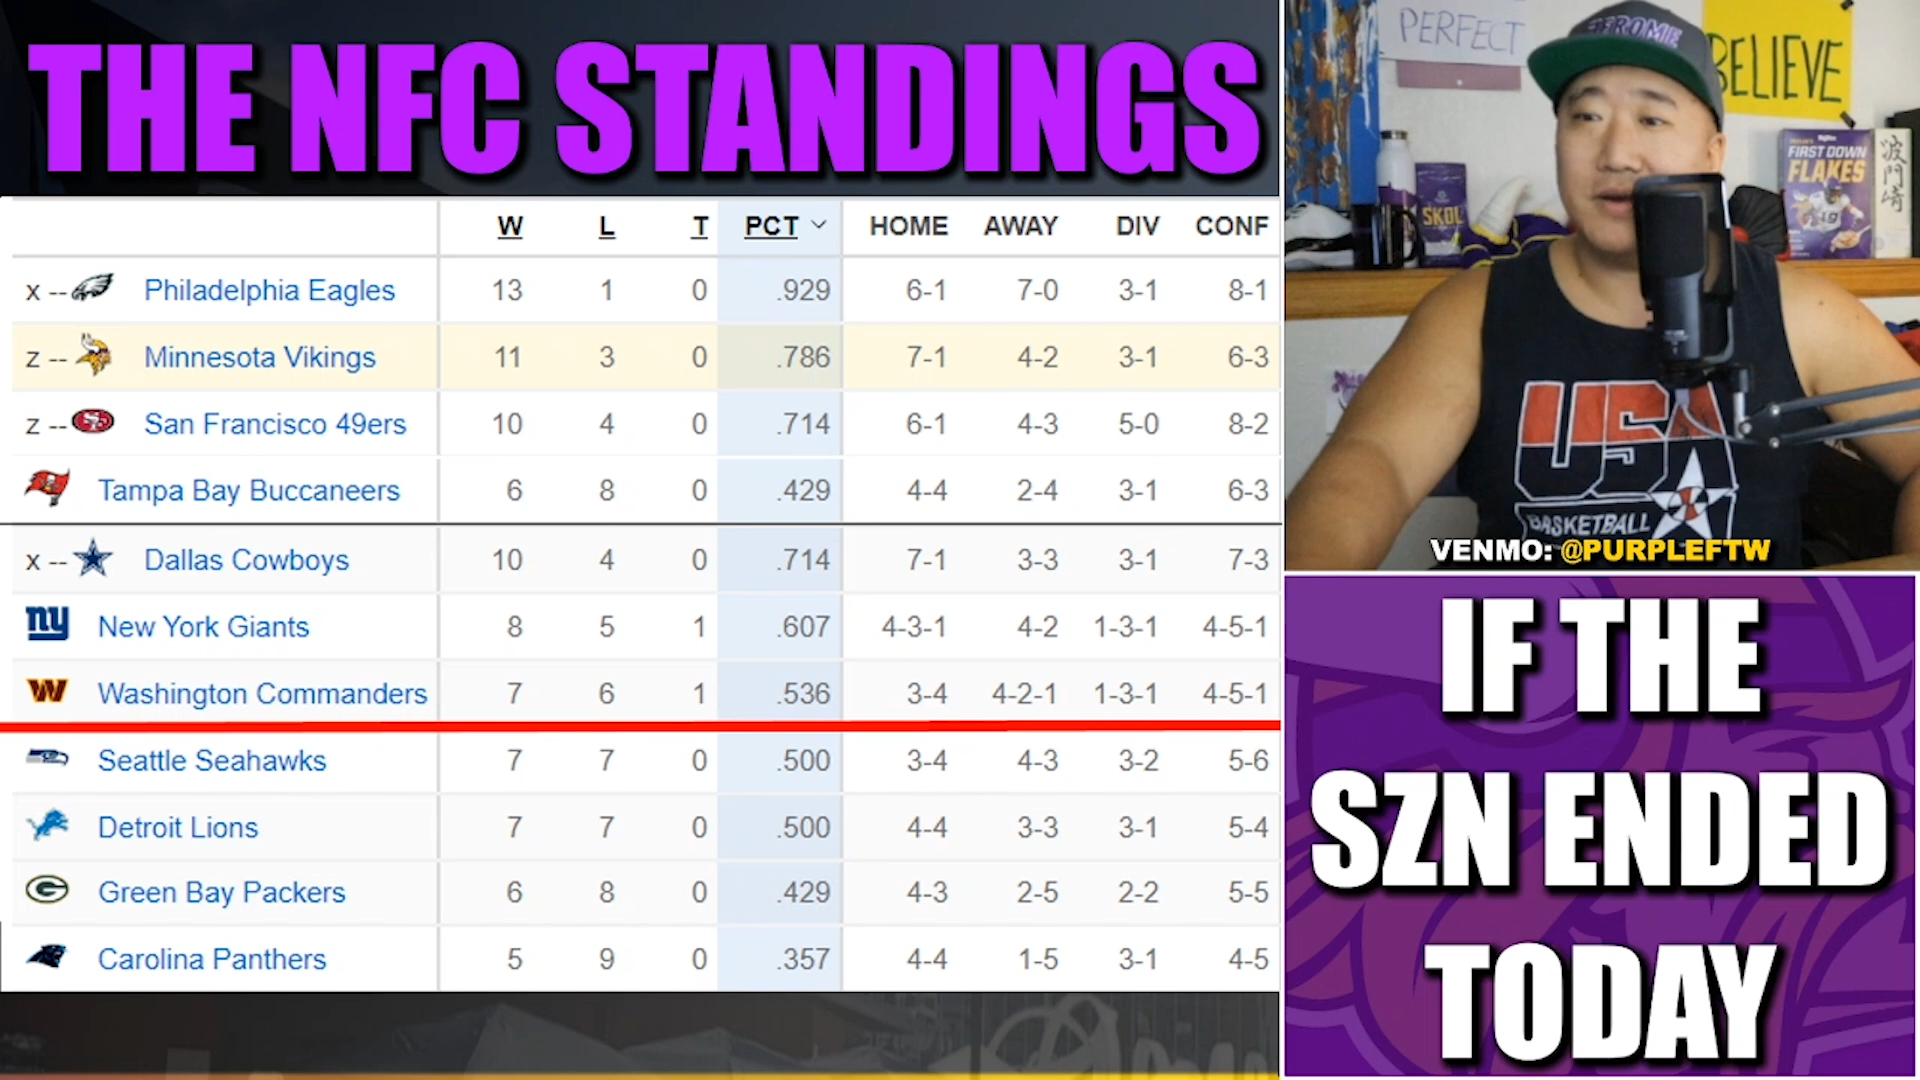 THE NFC STANDINGS
W L T PCT HOME AWAY DIV CONF
x -- Philadelphia Eagles 13 1 0 .929 6-1 7-0 3-1 8-1
z -- Minnesota Vikings 11 3 0 .786 7-1 4-2 3-1 6-3
z -- San Francisco 49ers 10 4 0 .714 6-1 4-3 5-0 8-2
Tampa Bay Buccaneers 6 8 0 .429 4-4 2-4 3-1 6-3
x -- Dallas Cowboys 10 4 0 .714 7-1 3-3 3-1 7-3
ny New York Giants 8 5 1 .607 4-3-1 4-2 1-3-1 4-5-1
W Washington Commanders 7 6 1 .536 3-4 4-2-1 1-3-1 4-5-1
Seattle Seahawks 7 7 0 .500 3-4 4-3 3-2 5-6
Detroit Lions 7 7 0 .500 4-4 3-3 3-1 5-4
G Green Bay Packers 6 8 0 .429 4-3 2-5 2-2 5-5
Carolina Panthers 5 9 0 .357 4-4 1-5 3-1 4-5
PERFECT
BELIEVE
FIRST DOWN
FLAKES
19
SKOL
USA
BASKETBALL
VENMO: @PURPLEFTW
IF THE
SZN ENDED
TODAY